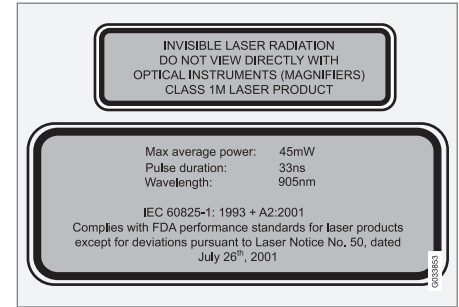 INVISIBLE LASER RADIATION
DO NOT VIEW DIRECTLY WITH
OPTICAL INSTRUMENTS (MAGNIFIERS)
CLASS 1M LASER PRODUCT
Max average power: 45mW
Pulse duration: 33ns
Wavelength: 905nm
IEC 60825-1: 1993 + A2:2001
Complies with FDA performance standards for laser products
except for deviations pursuant to Laser Notice No. 50, dated
July 26th, 2001
G033853